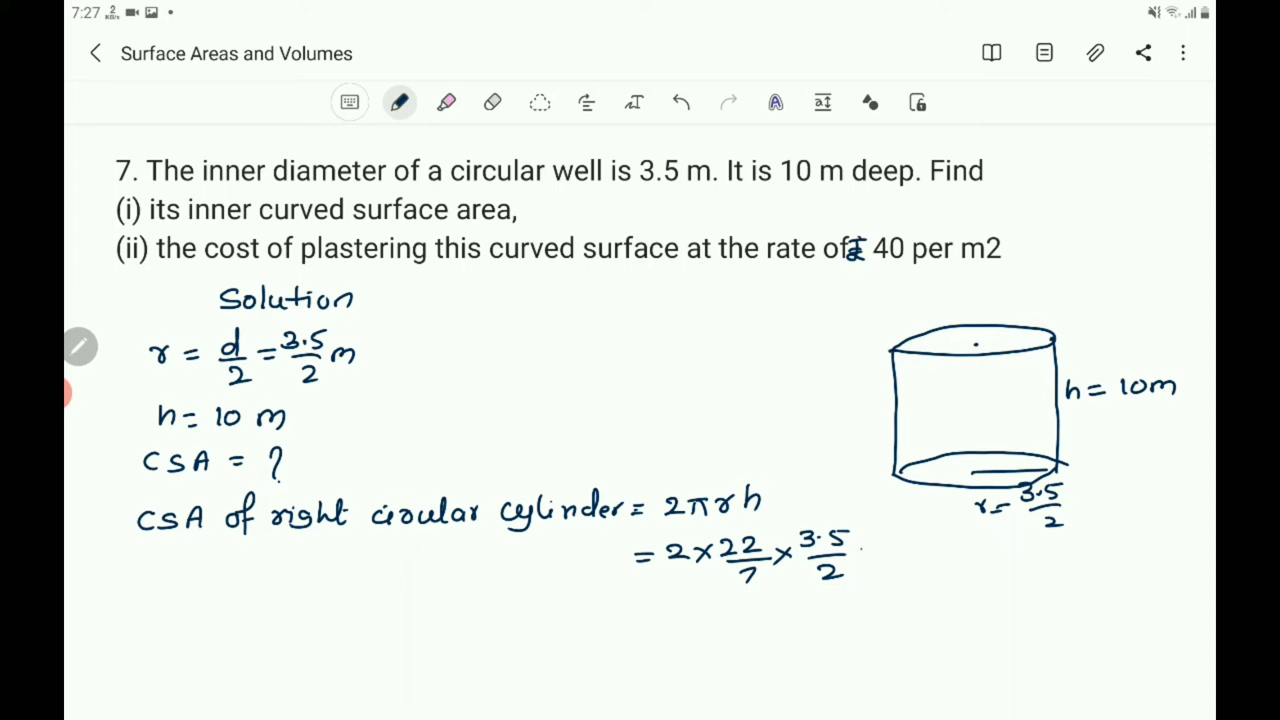 7:27 2 KB/s
Surface Areas and Volumes
7. The inner diameter of a circular well is 3.5 m. It is 10 m deep. Find
(i) its inner curved surface area,
(ii) the cost of plastering this curved surface at the rate of ₹ 40 per m2
Solution
r = d/2 = 3.5/2 m
h = 10 m
CSA = ?
CSA of right circular cylinder = 2πrh
= 2 × 22/7 × 3.5/2
h = 10m
r = 3.5/2